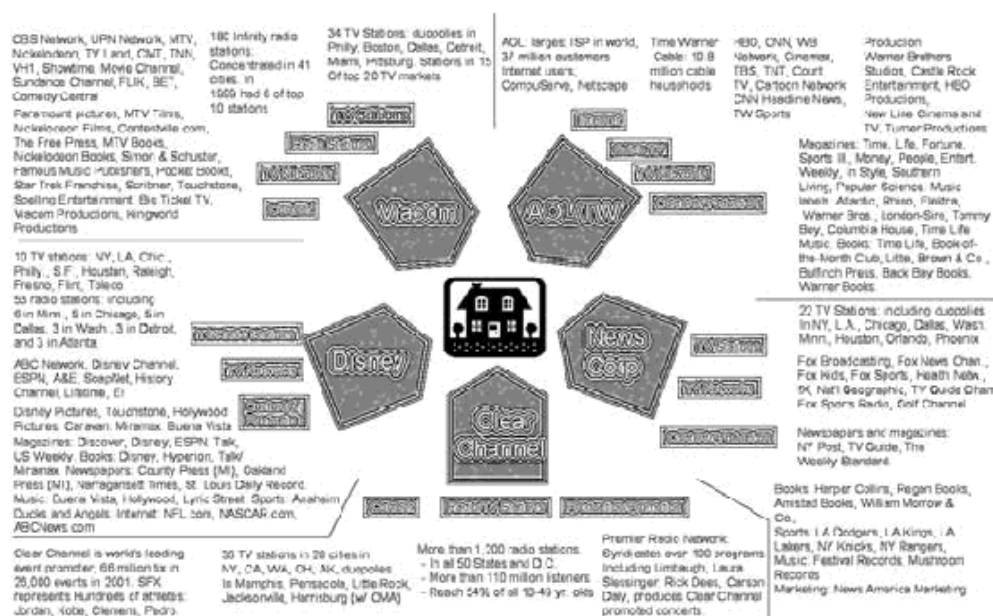 CBS Network, UPN Network, MTV,
Nickelodeon, TV Land, CMT, TNN,
VH1, Showtime, Movie Channel,
Sundance Channel, FLIX, BET,
Comedy Central
Paramount pictures, MTV Films,
Nickelodeon Films, Contentville.com,
The Free Press, MTV Books,
Nickelodeon Books, Simon & Schuster,
Famous Music Publishers, Pocket Books,
Star Trek Franchise, Scribner, Touchstone,
Spelling Entertainment, Big Ticket TV,
Viacom Productions, Kingworld
Productions
180 Infinity radio
stations:
Concentrated in 41
cities. In
1999 had 6 of top
10 stations
34 TV Stations: duopolies in
Philly, Boston, Dallas, Detroit,
Miami, Pittsburg. Stations in 15
Of top 20 TV markets
AOL: largest ISP in world,
37 million customers
Internet users,
CompuServe, Netscape
Time Warner
Cable: 10.8
million cable
households
HBO, CNN, WB
Network, Cinemax,
TBS, TNT, Court
TV, Cartoon Network
CNN Headline News,
TW Sports
Production
Warner Brothers
Studios, Castle Rock
Entertainment, HBO
Productions,
New Line Cinema and
TV, Turner Productions
Magazines: Time, Life, Fortune,
Sports Ill., Money, People, Entert.
Weekly, In Style, Southern
Living, Popular Science. Music
labels: Atlantic, Rhino, Elektra,
Warner Bros., London-Sire, Tommy
Boy, Columbia House, Time Life
Music. Books: Time Life, Book-of-
the-Month Club, Little, Brown & Co.,
Bulfinch Press, Back Bay Books,
Warner Books
Viacom
AOL/TW
10 TV stations: NY, LA, Chic.,
Philly., S.F., Houston, Raleigh,
Fresno, Flint, Toledo
55 radio stations: including
6 in Minn., 5 in Chicago, 5 in
Dallas, 3 in Wash., 3 in Detroit,
and 3 in Atlanta
ABC Network, Disney Channel,
ESPN, A&E, SoapNet, History
Channel, Lifetime, E!
Disney Pictures, Touchstone, Hollywood
Pictures, Caravan, Miramax, Buena Vista
Magazines: Discover, Disney, ESPN, Talk,
US Weekly. Books: Disney, Hyperion, Talk/
Miramax. Newspapers: County Press (MI), Oakland
Press (MI), Narragansett Times, St. Louis Daily Record.
Music: Buena Vista, Hollywood, Lyric Street. Sports: Anaheim
Ducks and Angels. Internet: NFL.com, NASCAR.com,
ABCNews.com
Disney
News
Corp
Clear
Channel
22 TV Stations: including duopolies
In NY, L.A., Chicago, Dallas, Wash.
Minn., Houston, Orlando, Phoenix
Fox Broadcasting, Fox News Chan.,
Fox Kids, Fox Sports, Health Netw.,
FX, Nat'l Geographic, TV Guide Chan
Fox Sports Radio, Golf Channel
Newspapers and magazines:
NY Post, TV Guide, The
Weekly Standard
Books: Harper Collins, Regan Books,
Amistad Books, William Morrow &
Co.,
Sports: LA Dodgers, LA Kings, LA
Lakers, NY Knicks, NY Rangers,
Music: Festival Records, Mushroom
Records
Marketing: News America Marketing
Clear Channel is world's leading
event promoter, 66 million tix in
26,000 events in 2001. SFX
represents hundreds of athletes:
Jordan, Kobe, Clemens, Pedro
TV stations in 28 cities in
NY, CA, WA, OH, AK, duopolies
In Memphis, Pensacola, Little Rock,
Jacksonville, Harrisburg (w/ CMA)
More than 1,200 radio stations
- In all 50 States and D.C.
- More than 110 million listeners
- Reach 54% of all 18-49 yr. olds
Premier Radio Network:
Syndicates over 100 programs
Including Limbaugh, Laura
Slessinger, Rick Dees, Carson
Daly, produces Clear Channel
promoted concerts.